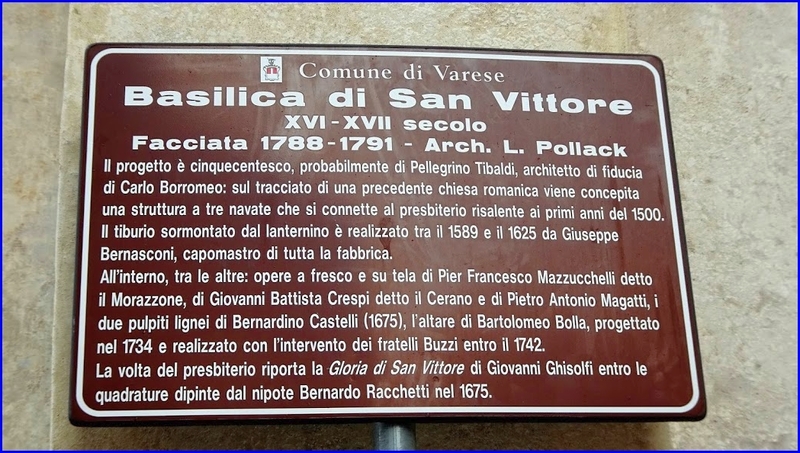 Comune di Varese
Basilica di San Vittore
XVI - XVII secolo
Facciata 1788-1791 - Arch. L. Pollack
Il progetto è cinquecentesco, probabilmente di Pellegrino Tibaldi, architetto di fiducia
di Carlo Borromeo: sul tracciato di una precedente chiesa romanica viene concepita
una struttura a tre navate che si connette al presbiterio risalente ai primi anni del 1500.
Il tiburio sormontato dal lanternino è realizzato tra il 1589 e il 1625 da Giuseppe
Bernasconi, capomastro di tutta la fabbrica.
All'interno, tra le altre: opere a fresco e su tela di Pier Francesco Mazzucchelli detto
il Morazzone, di Giovanni Battista Crespi detto il Cerano e di Pietro Antonio Magatti, i
due pulpiti lignei di Bernardino Castelli (1675), l'altare di Bartolomeo Bolla, progettato
nel 1734 e realizzato con l'intervento dei fratelli Buzzi entro il 1742.
La volta del presbiterio riporta la Gloria di San Vittore di Giovanni Ghisolfi entro le
quadrature dipinte dal nipote Bernardo Racchetti nel 1675.